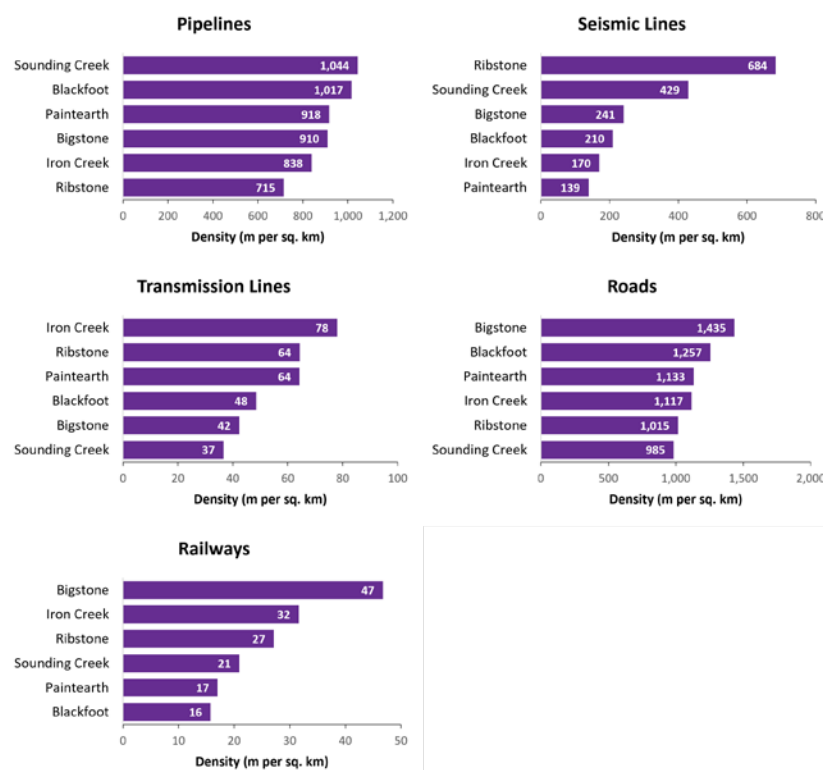 Pipelines
Sounding Creek 1,044
Blackfoot 1,017
Paintearth 918
Bigstone 910
Iron Creek 838
Ribstone 715
0 200 400 600 800 1,000 1,200
Density (m per sq. km)
Seismic Lines
Ribstone 684
Sounding Creek 429
Bigstone 241
Blackfoot 210
Iron Creek 170
Paintearth 139
0 200 400 600 800
Density (m per sq. km)
Transmission Lines
Iron Creek 78
Ribstone 64
Paintearth 64
Blackfoot 48
Bigstone 42
Sounding Creek 37
0 20 40 60 80 100
Density (m per sq. km)
Roads
Bigstone 1,435
Blackfoot 1,257
Paintearth 1,133
Iron Creek 1,117
Ribstone 1,015
Sounding Creek 985
0 500 1,000 1,500 2,000
Density (m per sq. km)
Railways
Bigstone 47
Iron Creek 32
Ribstone 27
Sounding Creek 21
Paintearth 17
Blackfoot 16
0 10 20 30 40 50
Density (m per sq. km)